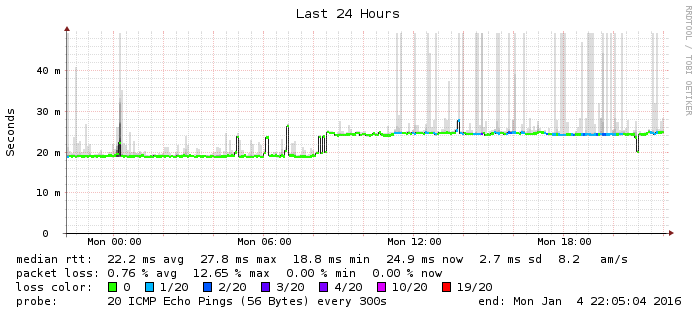 Last 24 Hours
RRDTOOL / TOBI OETIKER
Seconds
40 m
30 m
20 m
10 m
0
Mon 00:00 Mon 06:00 Mon 12:00 Mon 18:00
median rtt: 22.2 ms avg 27.8 ms max 18.8 ms min 24.9 ms now 2.7 ms sd 8.2 am/s
packet loss: 0.76 % avg 12.65 % max 0.00 % min 0.00 % now
loss color: 0 1/20 2/20 3/20 4/20 10/20 19/20
probe: 20 ICMP Echo Pings (56 Bytes) every 300s end: Mon Jan 4 22:05:04 2016